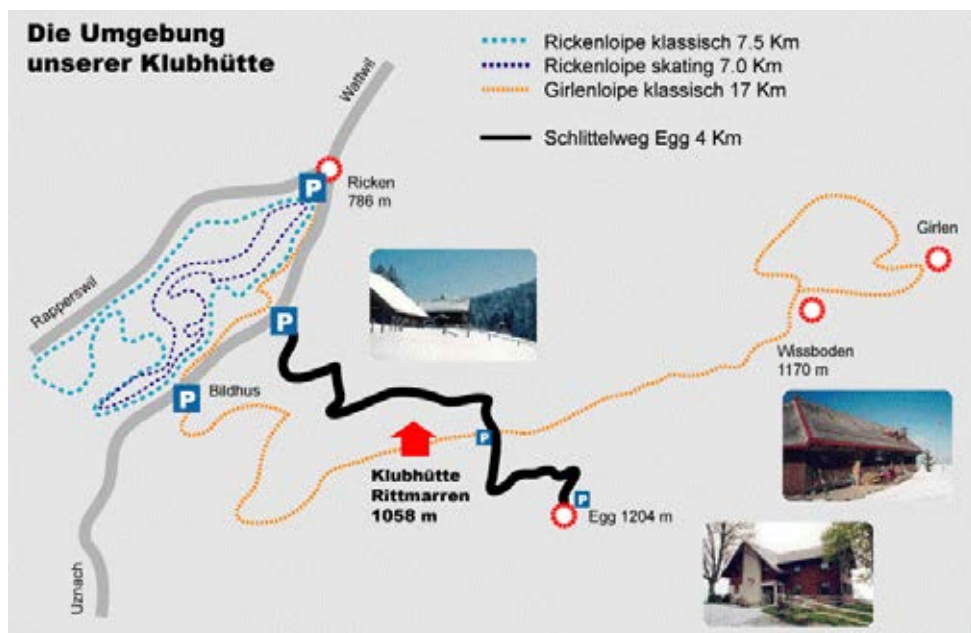 Die Umgebung
unserer Klubhütte
Rickenloipe klassisch 7.5 Km
Rickenloipe skating 7.0 Km
Girlenloipe klassisch 17 Km
Schlittelweg Egg 4 Km
Wattwil
P
Ricken
786 m
Girlen
Rapperswil
P
Wissboden
1170 m
P
Bildhus
P
Klubhütte
Rittmarren
1058 m
P
Egg 1204 m
Uznach